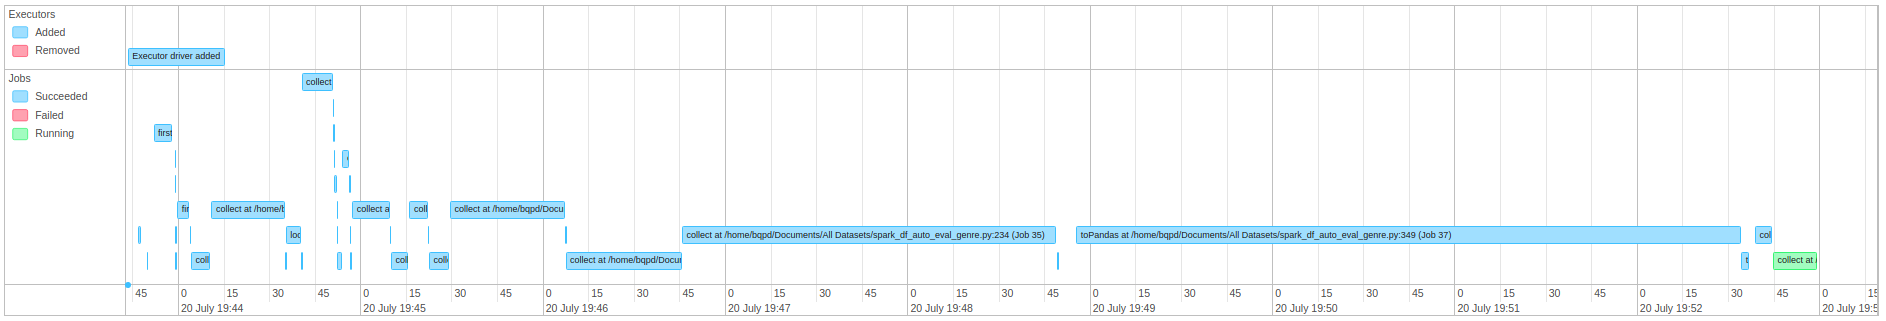 Executors
Added
Removed
Executor driver added
Jobs
Succeeded
Failed
Running
collect
first
fir
collect at /home/b
collect a
coll
collect at /home/bqpd/Docu
loc
collect at /home/bqpd/Documents/All Datasets/spark_df_auto_eval_genre.py:234 (Job 35)
toPandas at /home/bqpd/Documents/All Datasets/spark_df_auto_eval_genre.py:349 (Job 37)
col
coll
coll
coll
collect at /home/bqpd/Docur
t
collect at /
45 0 15 30 45 0 15 30 45 0 15 30 45 0 15 30 45 0 15 30 45 0 15 30 45 0 15 30 45 0 15 30 45 0 15 30 45 0 15
20 July 19:44 20 July 19:45 20 July 19:46 20 July 19:47 20 July 19:48 20 July 19:49 20 July 19:50 20 July 19:51 20 July 19:52 20 July 19:5